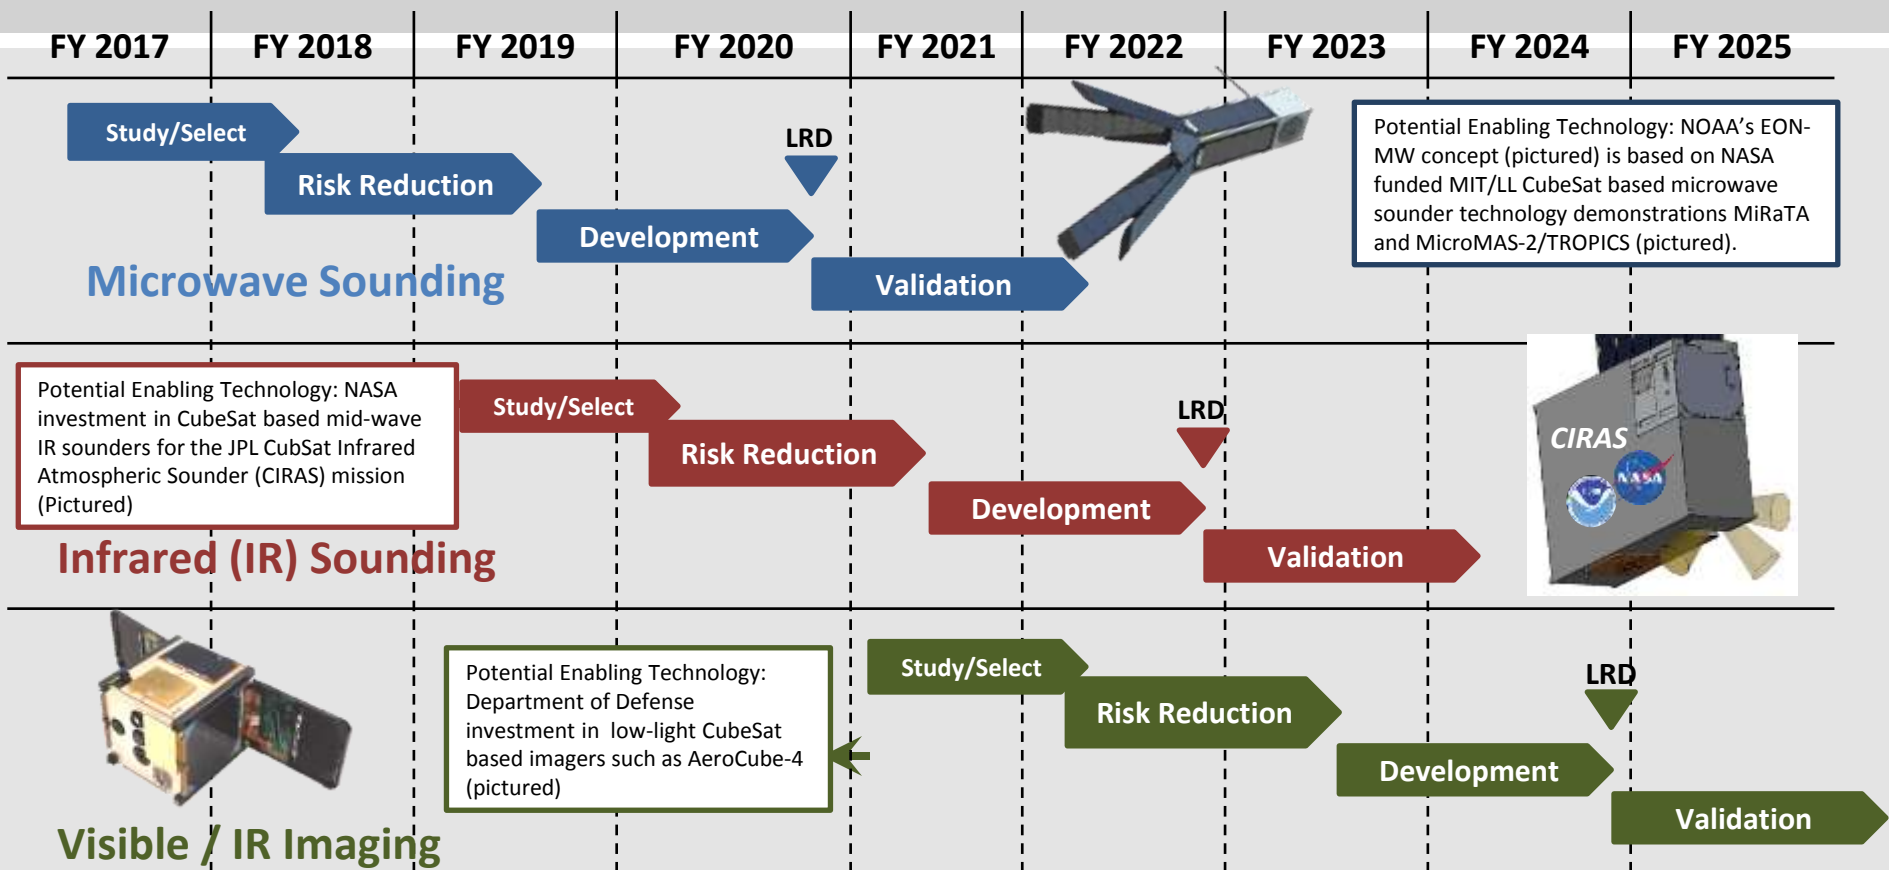 FY 2017 FY 2018 FY 2019 FY 2020 FY 2021 FY 2022 FY 2023 FY 2024 FY 2025
Study/Select
Risk Reduction
LRD
Development
Validation
Microwave Sounding
Potential Enabling Technology: NOAA’s EON-
MW concept (pictured) is based on NASA
funded MIT/LL CubeSat based microwave
sounder technology demonstrations MiRaTA
and MicroMAS-2/TROPICS (pictured).
Potential Enabling Technology: NASA
investment in CubeSat based mid-wave
IR sounders for the JPL CubSat Infrared
Atmospheric Sounder (CIRAS) mission
(Pictured)
Study/Select
Risk Reduction
LRD
Development
Validation
Infrared (IR) Sounding
CIRAS
NASA
Potential Enabling Technology:
Department of Defense
investment in low-light CubeSat
based imagers such as AeroCube-4
(pictured)
Study/Select
Risk Reduction
LRD
Development
Validation
Visible / IR Imaging